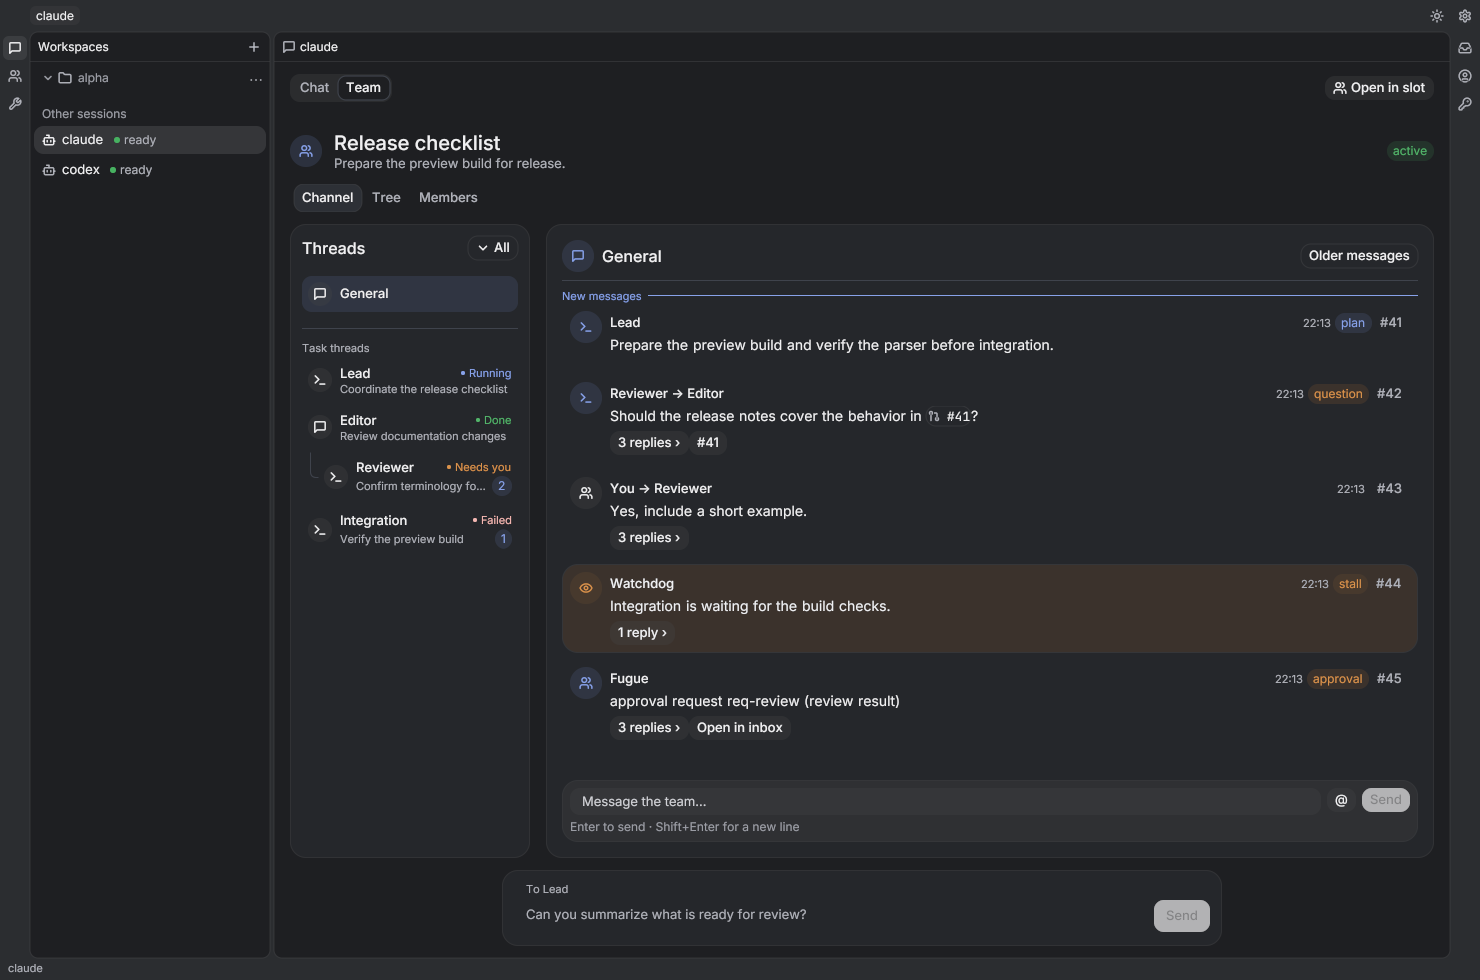 claude
Workspaces
claude
alpha
...
Other sessions
claude ready
codex ready
Chat Team
Open in slot
Release checklist
Prepare the preview build for release.
active
Channel Tree Members
Threads
All
General
Task threads
Lead Running
Coordinate the release checklist
Editor Done
Review documentation changes
Reviewer Needs you
Confirm terminology fo... 2
Integration Failed
Verify the preview build 1
General
Older messages
New messages
Lead 22:13 plan #41
Prepare the preview build and verify the parser before integration.
Reviewer → Editor 22:13 question #42
Should the release notes cover the behavior in #41?
3 replies › #41
You → Reviewer 22:13 #43
Yes, include a short example.
3 replies ›
Watchdog 22:13 stall #44
Integration is waiting for the build checks.
1 reply ›
Fugue 22:13 approval #45
approval request req-review (review result)
3 replies › Open in inbox
Message the team... @ Send
Enter to send · Shift+Enter for a new line
To Lead
Can you summarize what is ready for review?
Send
claude